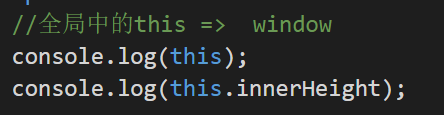 //全局中的this =>  window
console.log(this);
console.log(this.innerHeight);